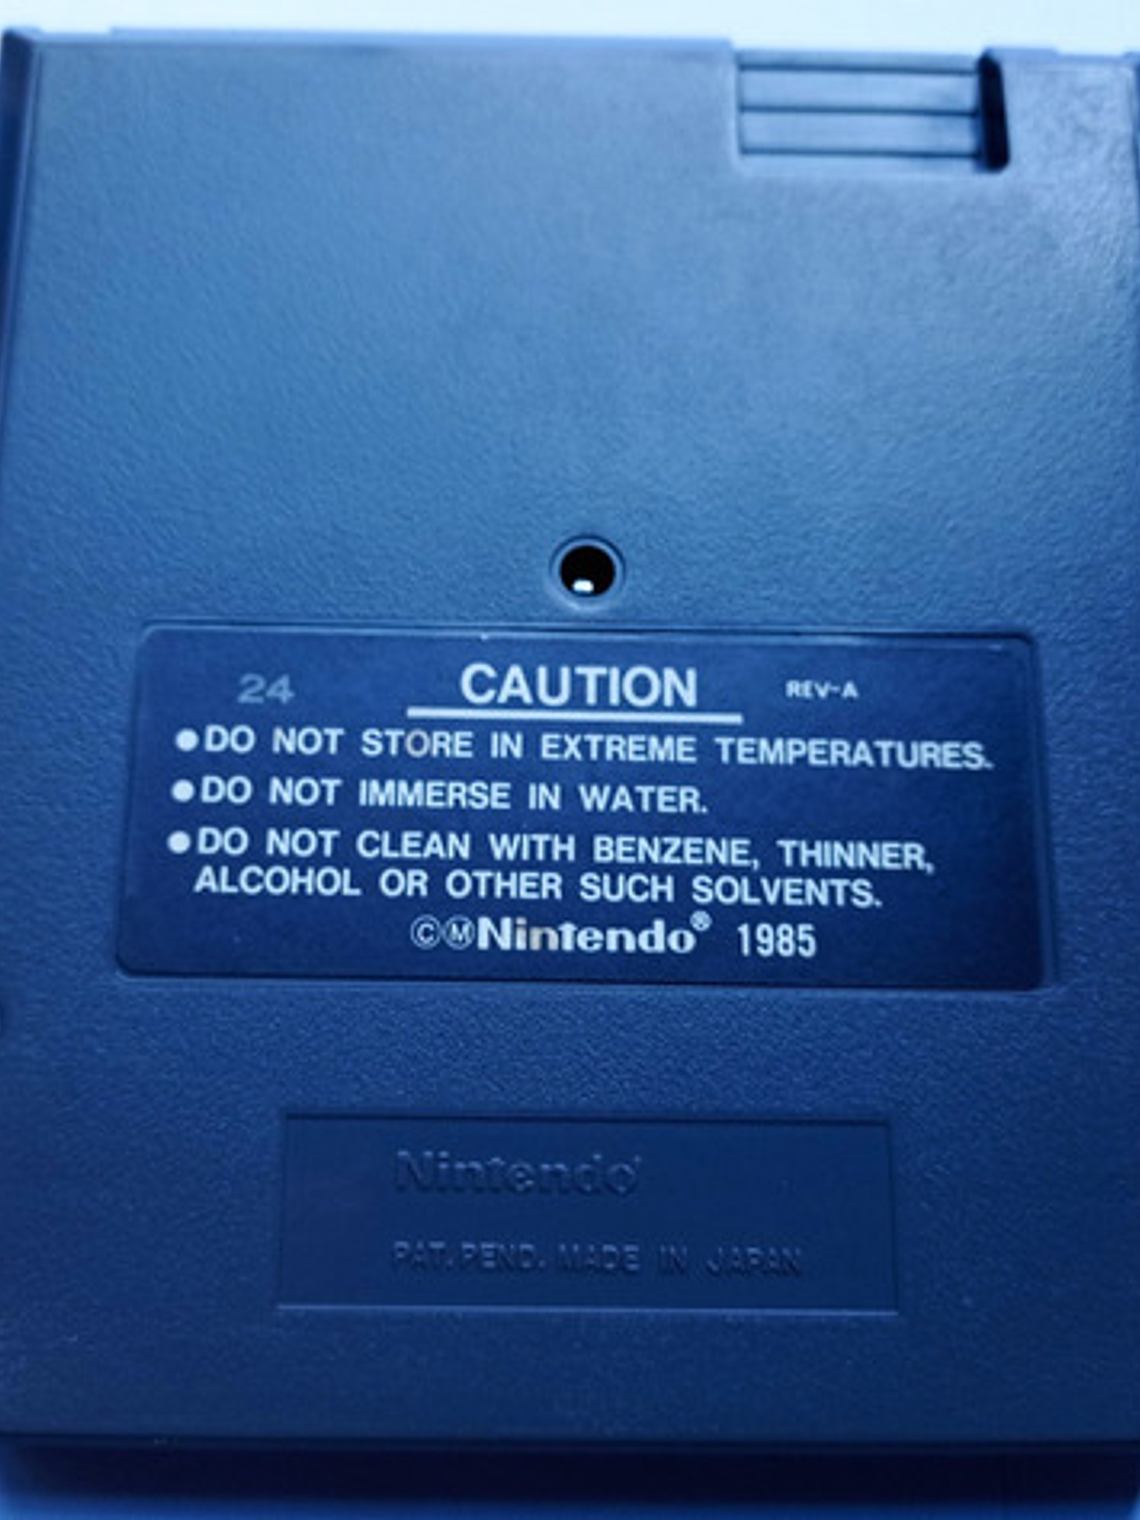 24 CAUTION REV-A
●DO NOT STORE IN EXTREME TEMPERATURES.
●DO NOT IMMERSE IN WATER.
●DO NOT CLEAN WITH BENZENE, THINNER,
ALCOHOL OR OTHER SUCH SOLVENTS.
©ⓂNintendo® 1985
Nintendo
PAT. PEND. MADE IN JAPAN